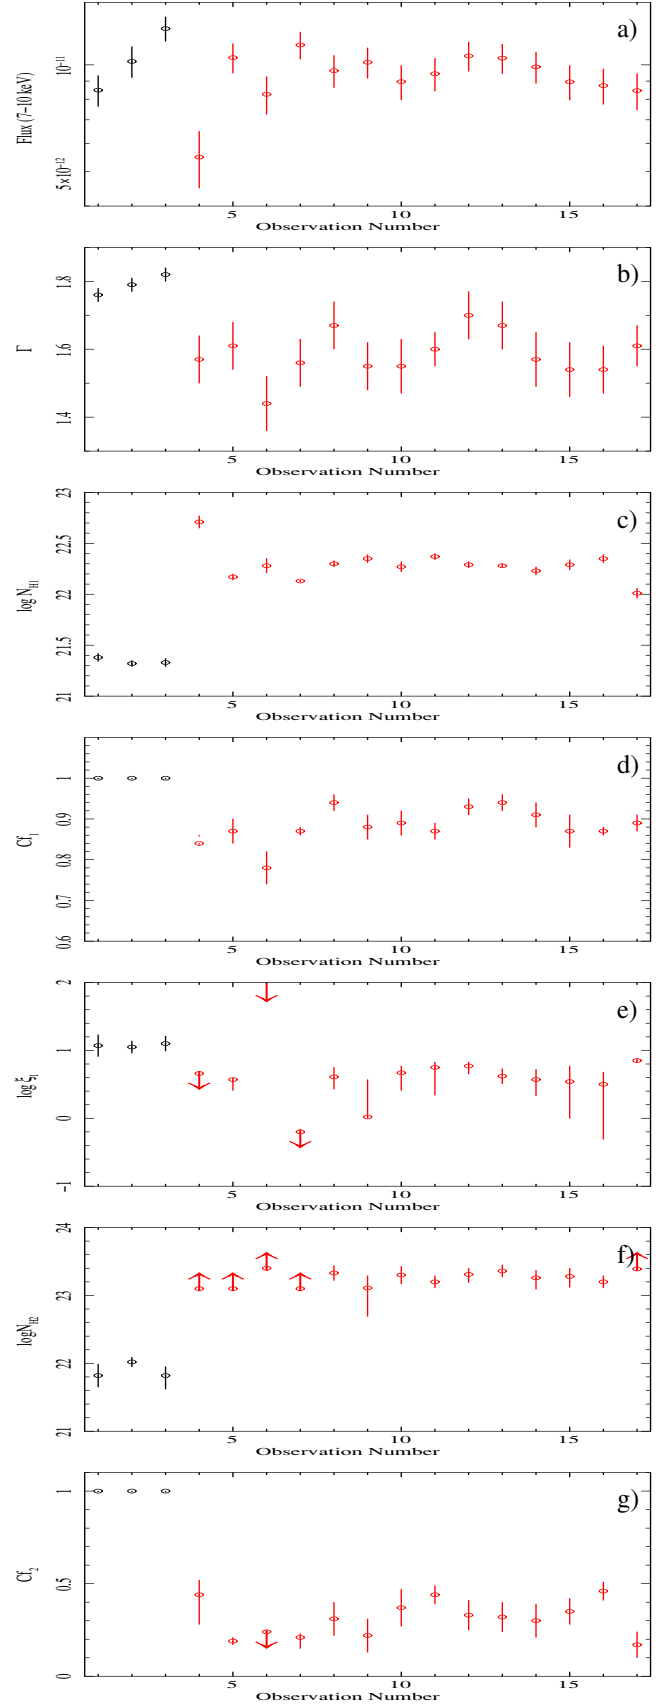 a)
Flux (7−10 keV)
10⁻¹¹
5×10⁻¹²
5 10 15
Observation Number
b)
Γ
1.8
1.6
1.4
5 10 15
Observation Number
c)
log N_H1
23
22.5
22
21.5
21
5 10 15
Observation Number
d)
Cf₁
1
0.9
0.8
0.7
0.6
5 10 15
Observation Number
e)
log ξ₁
2
1
0
−1
5 10 15
Observation Number
f)
logN_H2
24
23
22
21
5 10 15
Observation Number
g)
Cf₂
1
0.5
0
5 10 15
Observation Number